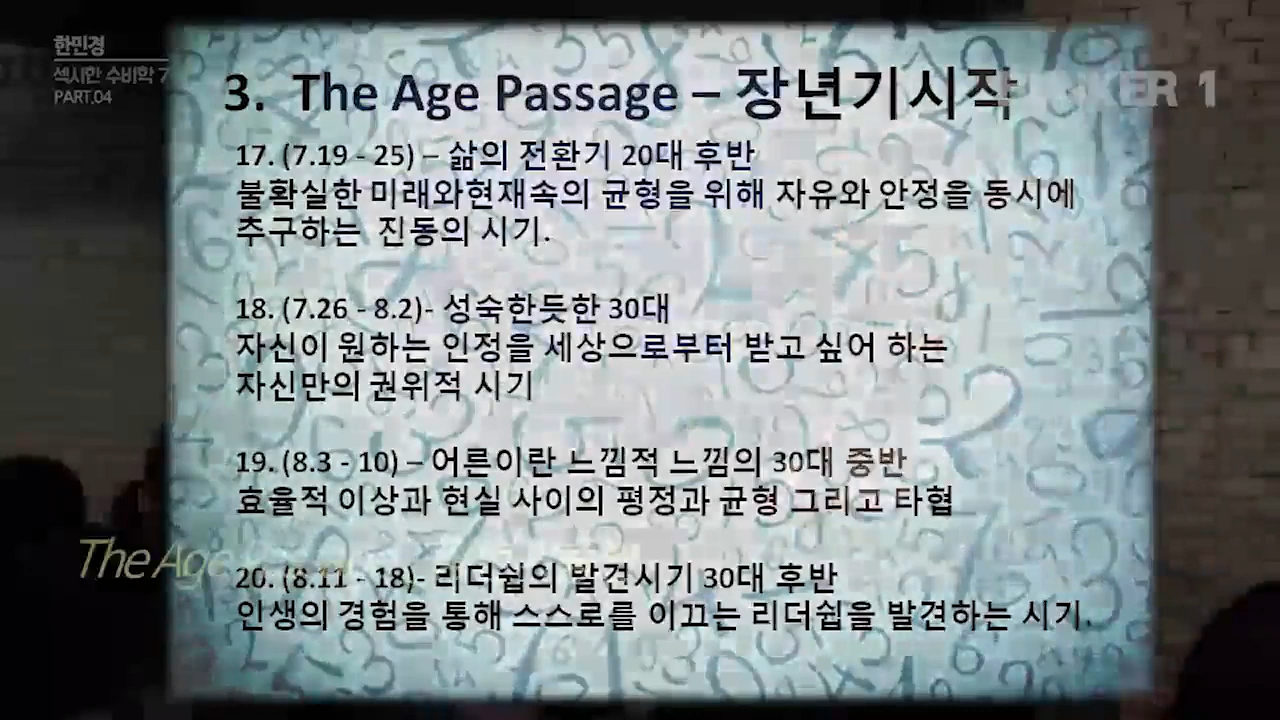 한민경
섹시한 수비학
PART.04
3. The Age Passage – 장년기시작
KER 1
17. (7.19 - 25) – 삶의 전환기 20대 후반
불확실한 미래와현재속의 균형을 위해 자유와 안정을 동시에
추구하는 진동의 시기.
18. (7.26 - 8.2)- 성숙한듯한 30대
자신이 원하는 인정을 세상으로부터 받고 싶어 하는
자신만의 권위적 시기
19. (8.3 - 10) – 어른이란 느낌적 느낌의 30대 중반
효율적 이상과 현실 사이의 평정과 균형 그리고 타협
The Age
20. (8.11 - 18)- 리더쉽의 발견시기 30대 후반
인생의 경험을 통해 스스로를 이끄는 리더쉽을 발견하는 시기.